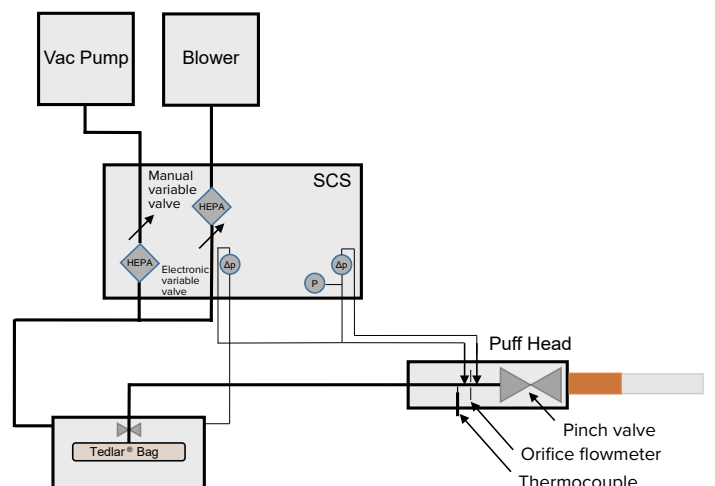 Vac Pump
Blower
Manual
variable
valve
SCS
HEPA
HEPA
Electronic
variable
valve
Δp
Δp
P
Puff Head
Pinch valve
Orifice flowmeter
Thermocouple
Tedlar® Bag